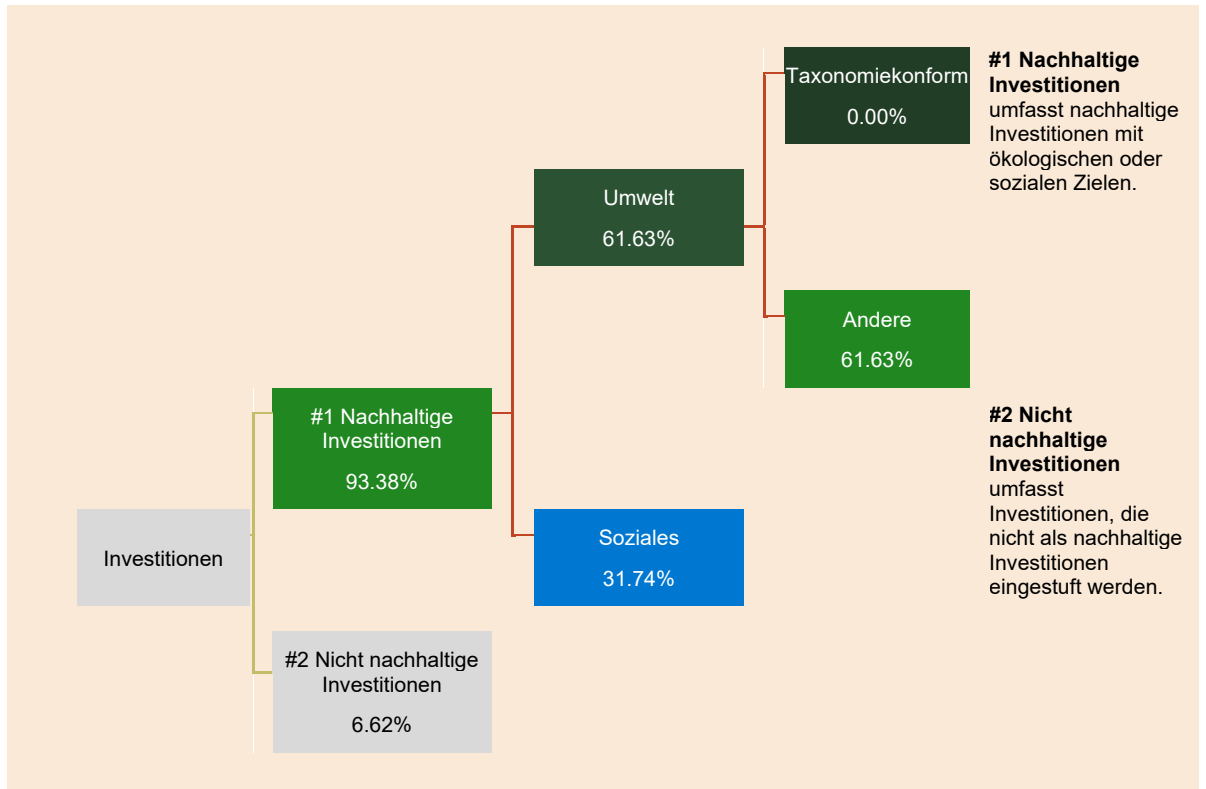 Taxonomiekonform
0.00%
#1 Nachhaltige
Investitionen
umfasst nachhaltige
Investitionen mit
ökologischen oder
sozialen Zielen.
Umwelt
61.63%
Andere
61.63%
#1 Nachhaltige
Investitionen
93.38%
#2 Nicht
nachhaltige
Investitionen
umfasst
Investitionen, die
nicht als nachhaltige
Investitionen
eingestuft werden.
Investitionen
Soziales
31.74%
#2 Nicht nachhaltige
Investitionen
6.62%